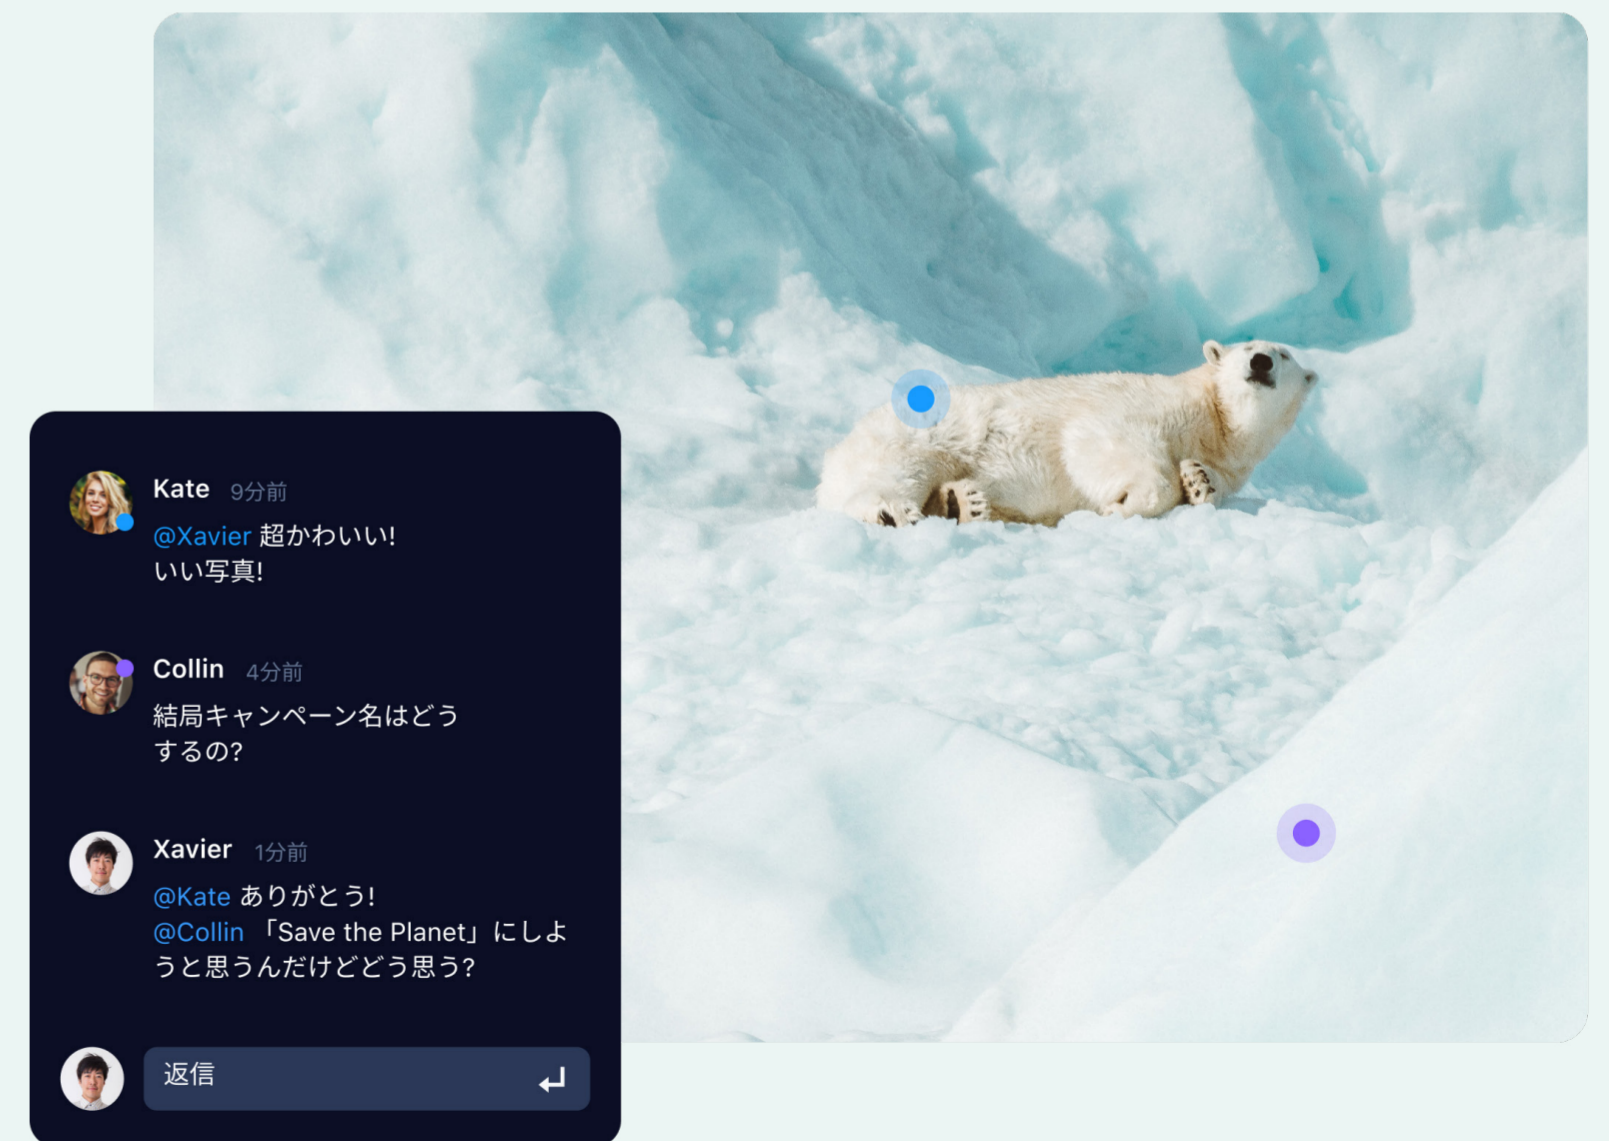 Kate 9分前
@Xavier 超かわいい!
いい写真!
Collin 4分前
結局キャンペーン名はどう
するの?
Xavier 1分前
@Kate ありがとう!
@Collin 「Save the Planet」にしよ
うと思うんだけどどう思う?
返信